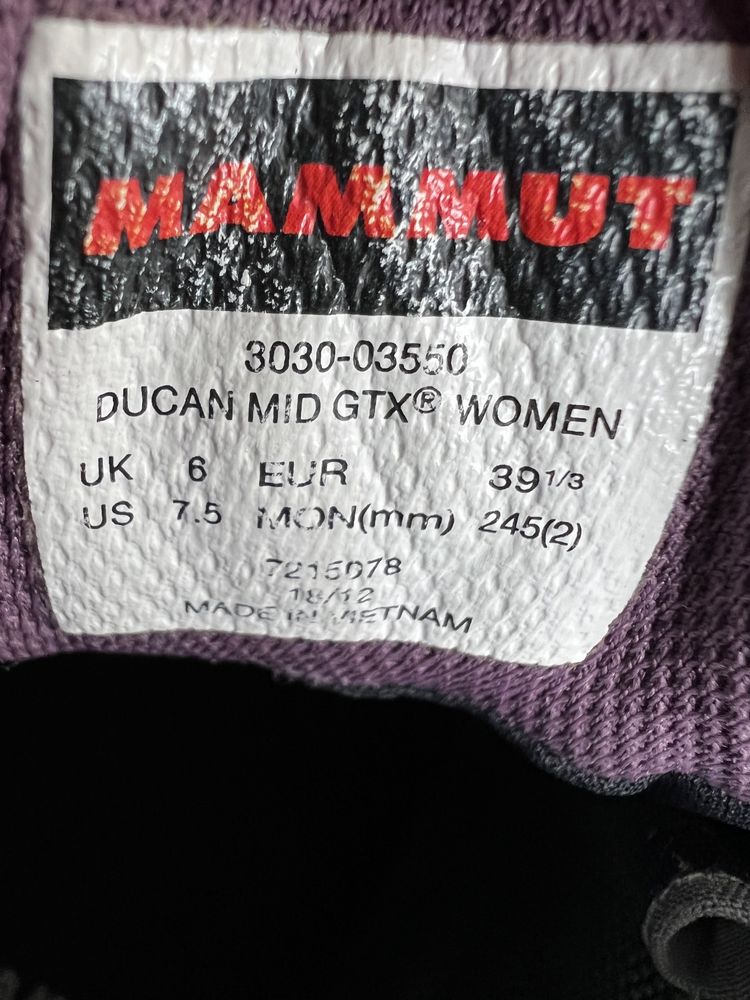 MAMMUT
3030-03550
DUCAN MID GTX® WOMEN
UK 6 EUR 39 1/3
US 7.5 MON(mm) 245(2)
7215078
18/12
MADE IN VIETNAM